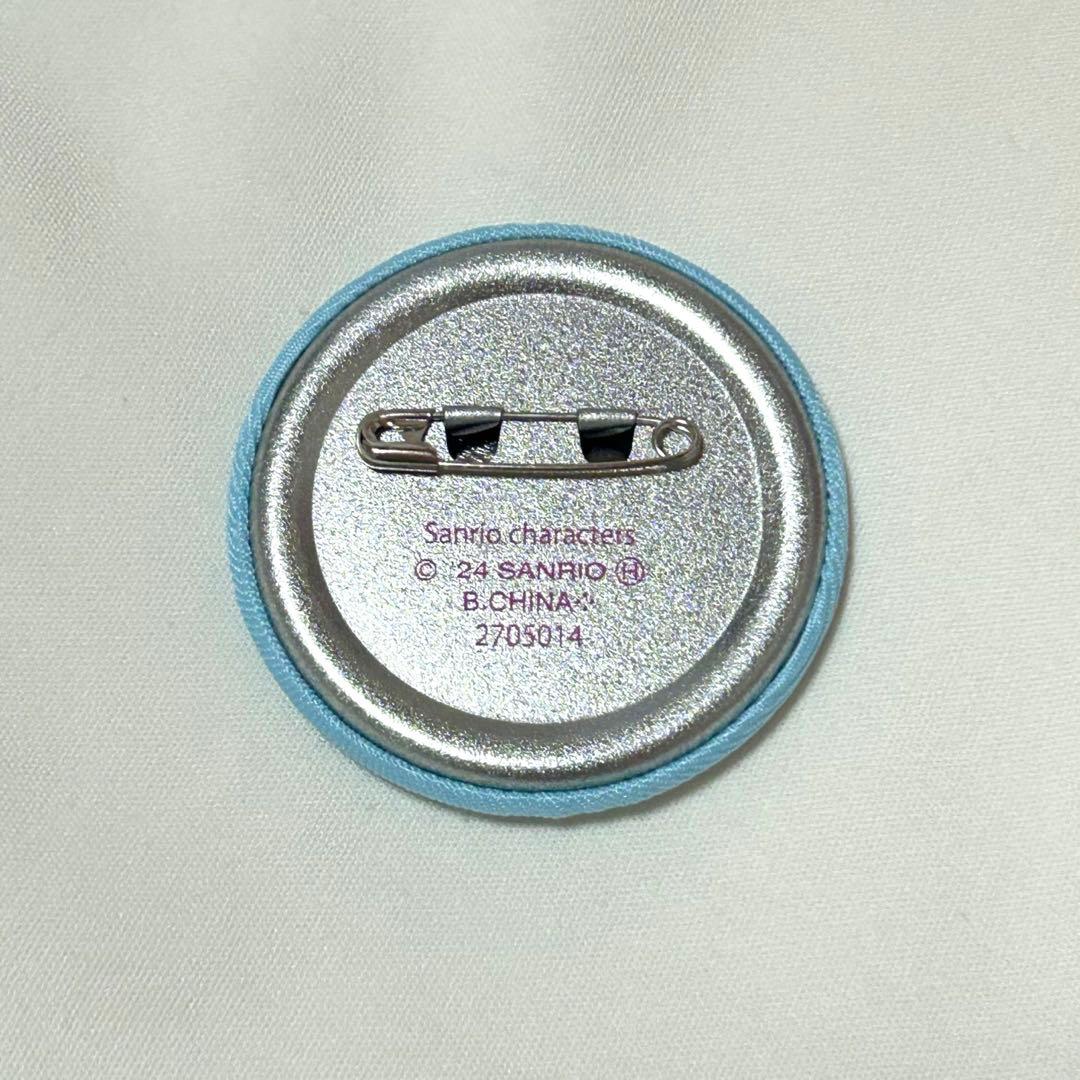 Sanrio characters
© '24 SANRIO Ⓗ
B.CHINA
2705014